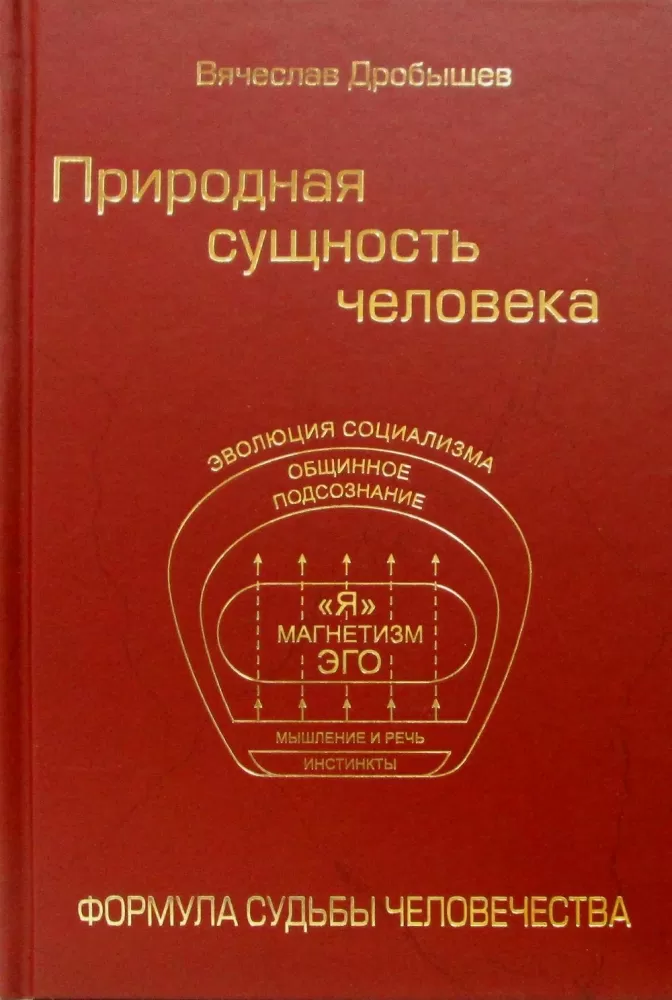 Вячеслав Дробышев
Природная
сущность
человека
ЭВОЛЮЦИЯ СОЦИАЛИЗМА
ОБЩИННОЕ
ПОДСОЗНАНИЕ
«Я»
МАГНЕТИЗМ
ЭГО
МЫШЛЕНИЕ И РЕЧЬ
ИНСТИНКТЫ
ФОРМУЛА СУДЬБЫ ЧЕЛОВЕЧЕСТВА